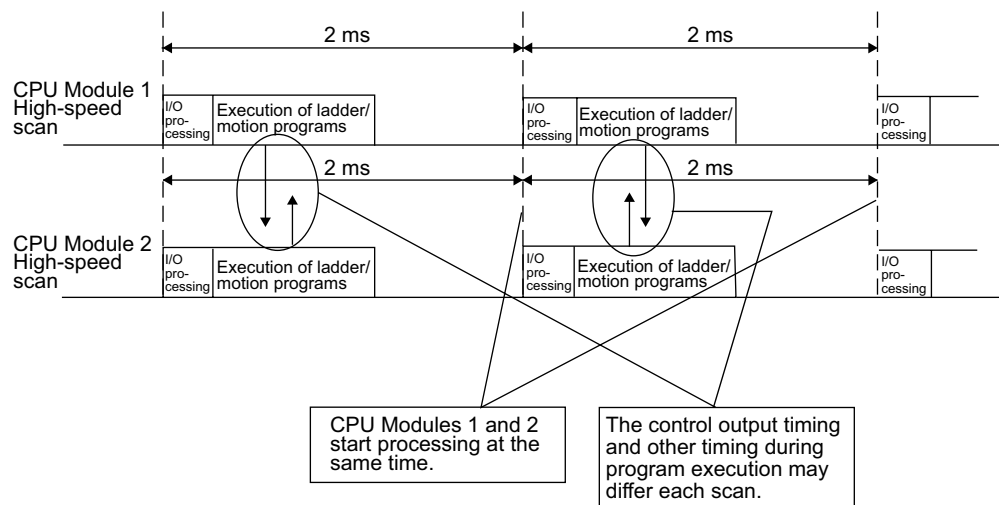 2 ms
2 ms
CPU Module 1
High-speed
scan
I/O
pro-
cessing
Execution of ladder/
motion programs
I/O
pro-
cessing
Execution of ladder/
motion programs
I/O
pro-
cessing
2 ms
2 ms
CPU Module 2
High-speed
scan
I/O
pro-
cessing
Execution of ladder/
motion programs
I/O
pro-
cessing
Execution of ladder/
motion programs
I/O
pro-
cessing
CPU Modules 1 and 2
start processing at the
same time.
The control output timing
and other timing during
program execution may
differ each scan.